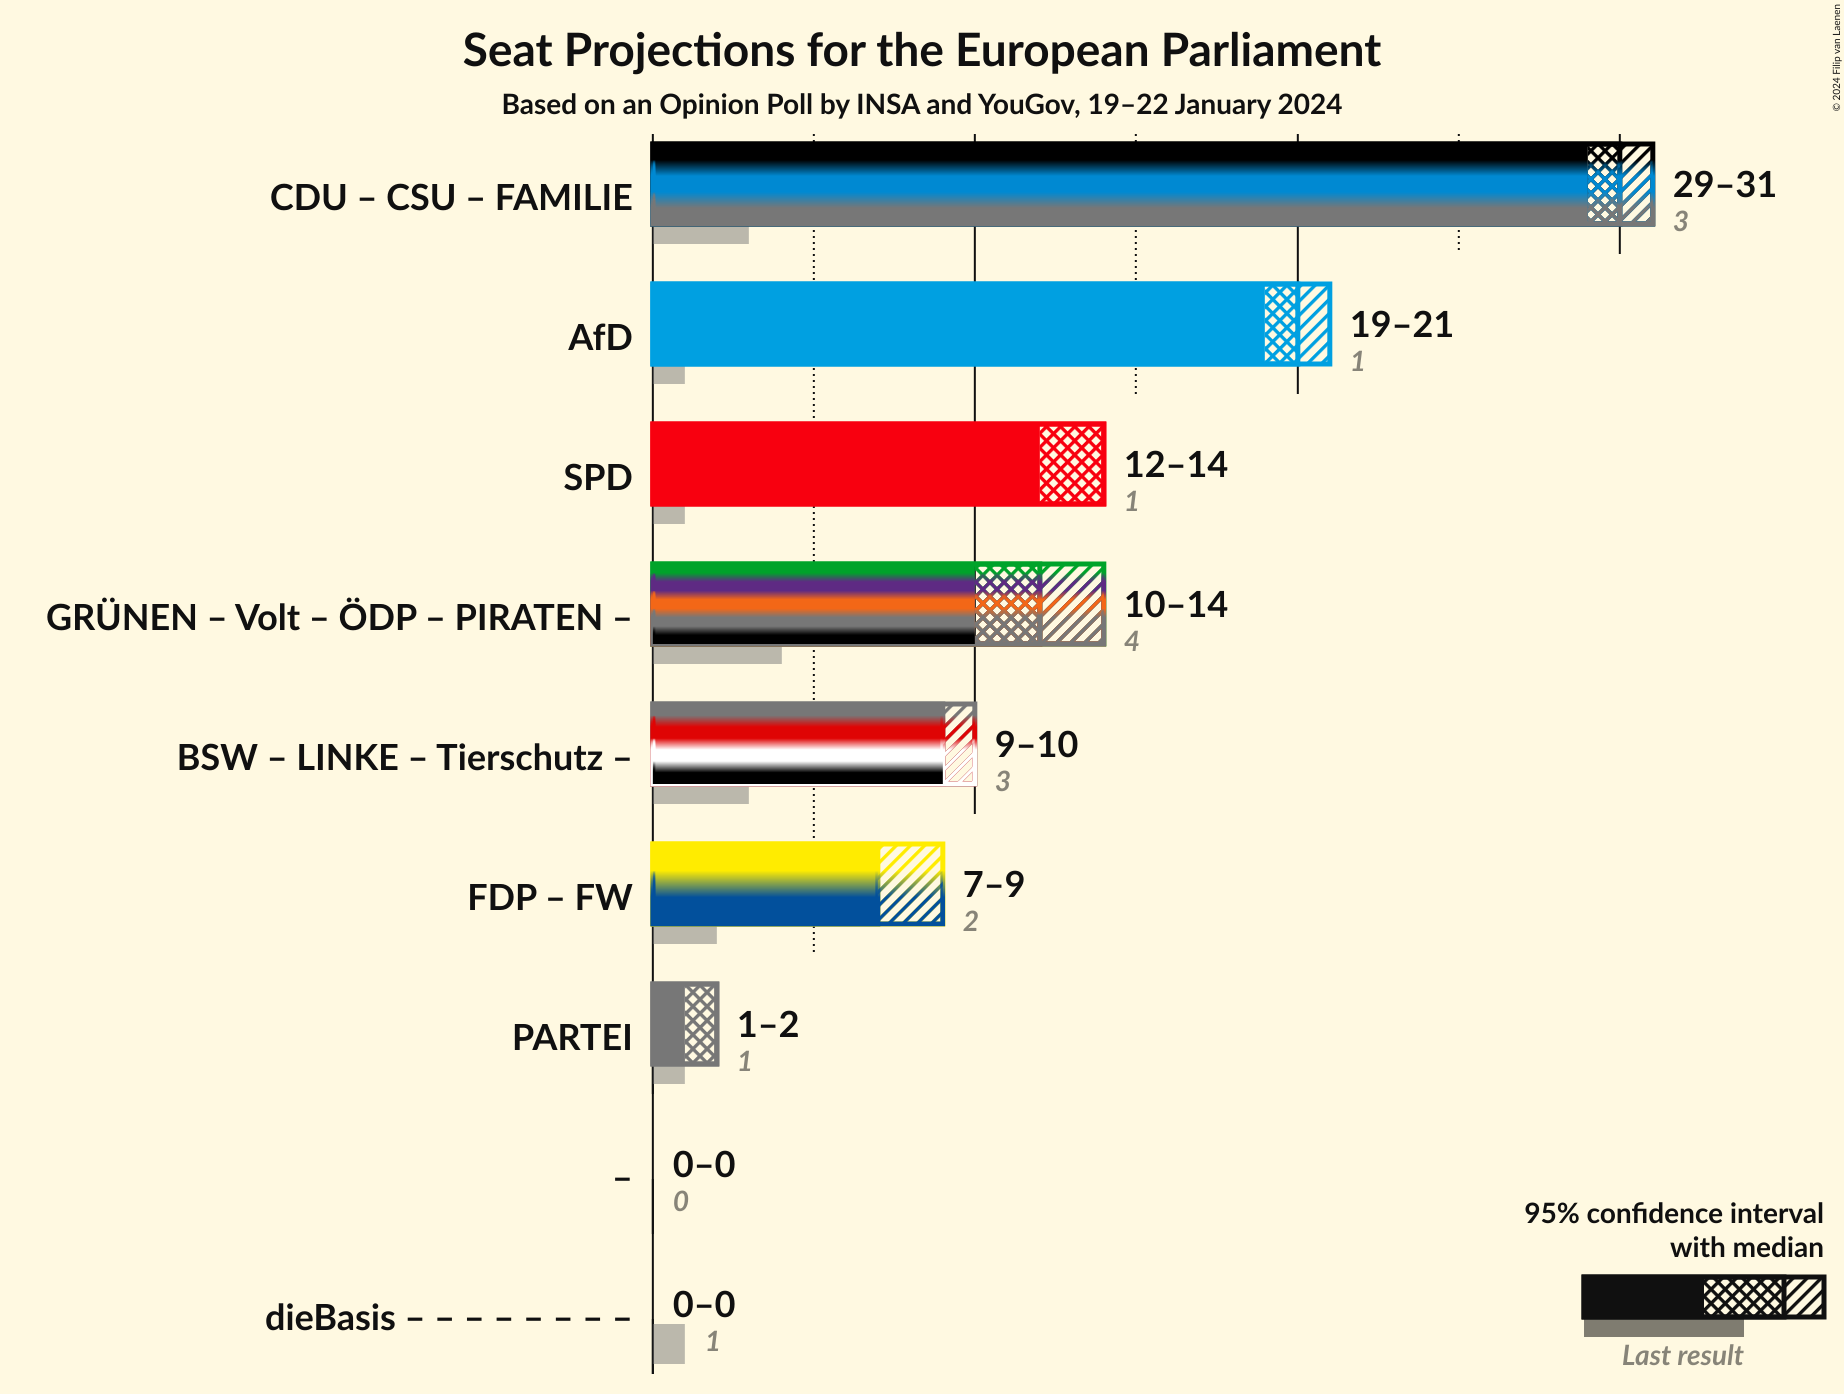 Seat Projections for the European Parliament
Based on an Opinion Poll by INSA and YouGov, 19–22 January 2024
© 2024 Filip van Laenen
CDU – CSU – FAMILIE
29–31
3
AfD
19–21
1
SPD
12–14
1
GRÜNEN – Volt – ÖDP – PIRATEN –
10–14
4
BSW – LINKE – Tierschutz –
9–10
3
FDP – FW
7–9
2
PARTEI
1–2
1
–
0–0
0
dieBasis – – – – – – – –
0–0
1
95% confidence interval
with median
Last result